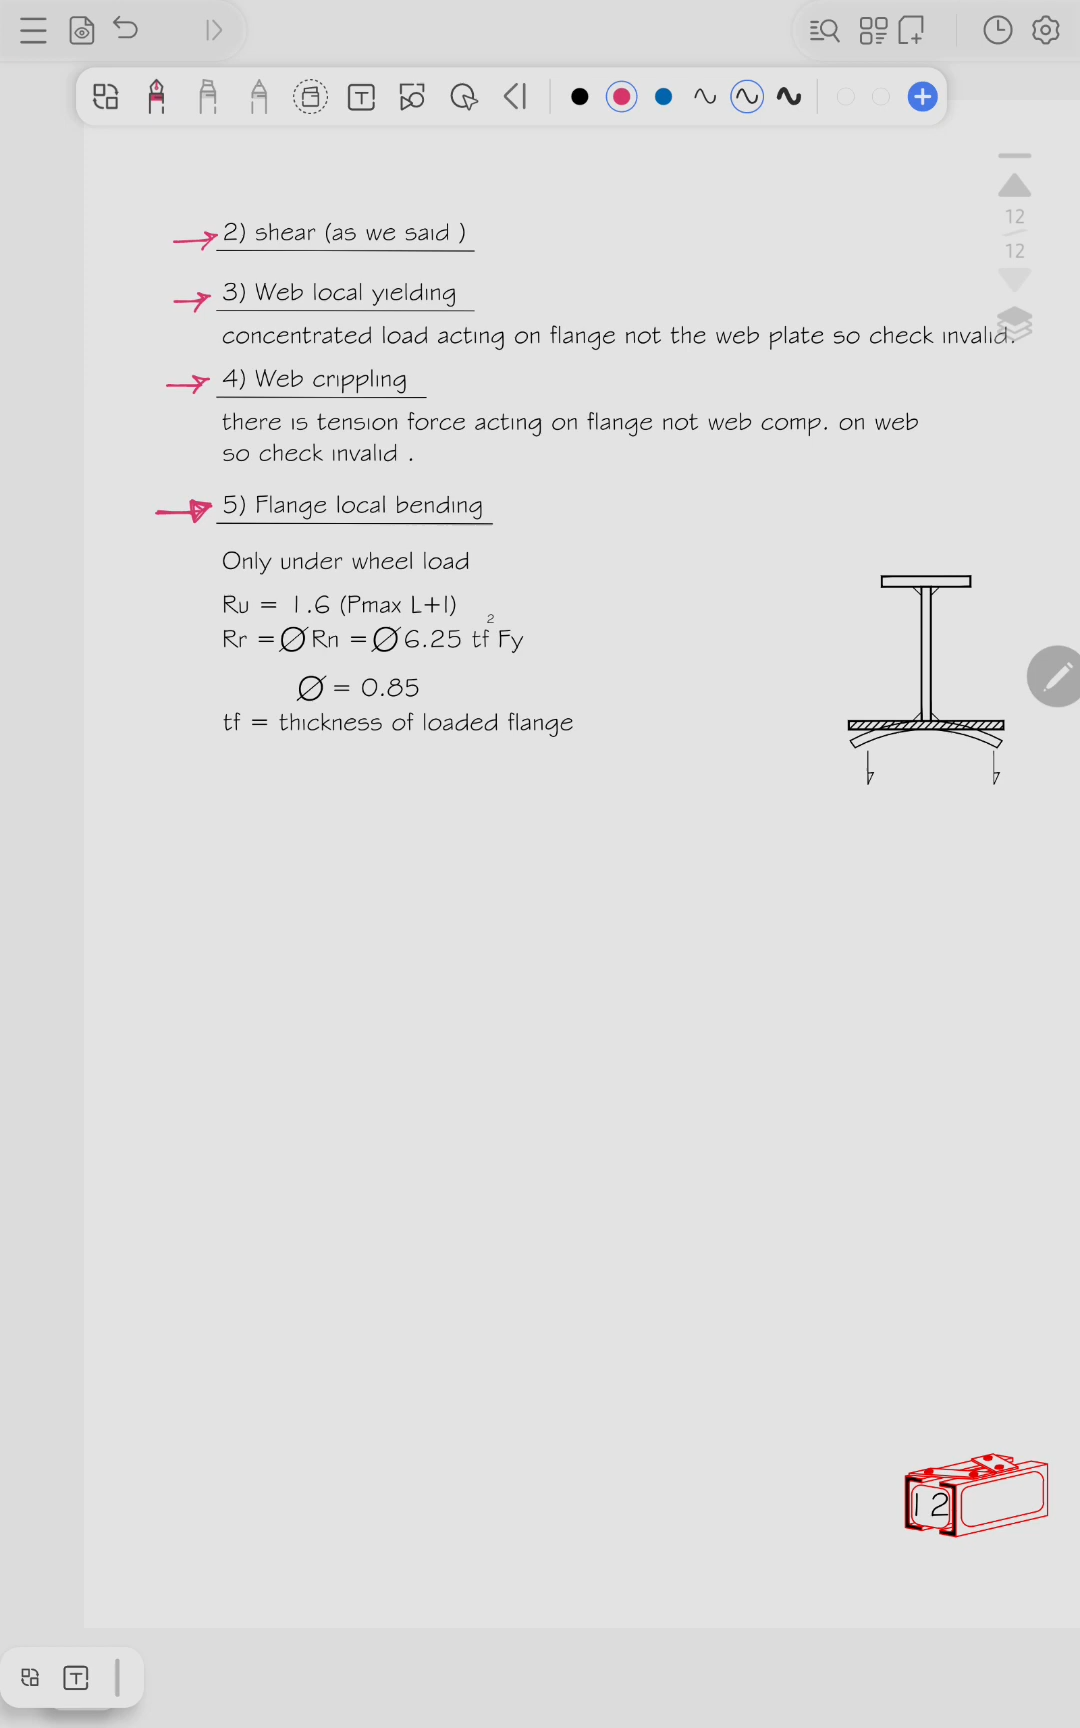 12
12
2) shear (as we said )
3) Web local yielding
concentrated load acting on flange not the web plate so check invalid.
4) Web crippling
there is tension force acting on flange not web comp. on web
so check invalid .
5) Flange local bending
Only under wheel load
Ru = 1.6 (Pmax L+I)
Rr = ∅ Rn = ∅ 6.25 tf² Fy
∅ = 0.85
tf = thickness of loaded flange
12